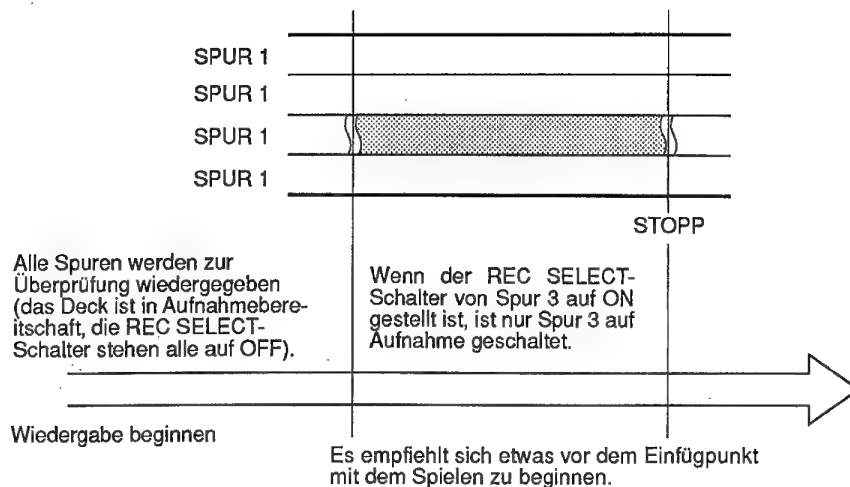 SPUR 1
SPUR 1
SPUR 1
SPUR 1
STOPP
Alle Spuren werden zur
Überprüfung wiedergegeben
(das Deck ist in Aufnahmebere-
itschaft, die REC SELECT-
Schalter stehen alle auf OFF).
Wenn der REC SELECT-
Schalter von Spur 3 auf ON
gestellt ist, ist nur Spur 3 auf
Aufnahme geschaltet.
Wiedergabe beginnen
Es empfiehlt sich etwas vor dem Einfügpunkt
mit dem Spielen zu beginnen.